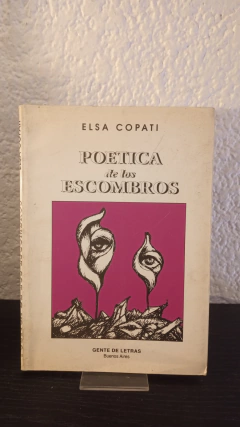 ELSA COPATI
POETICA
de los
ESCOMBROS
GENTE DE LETRAS
Buenos Aires